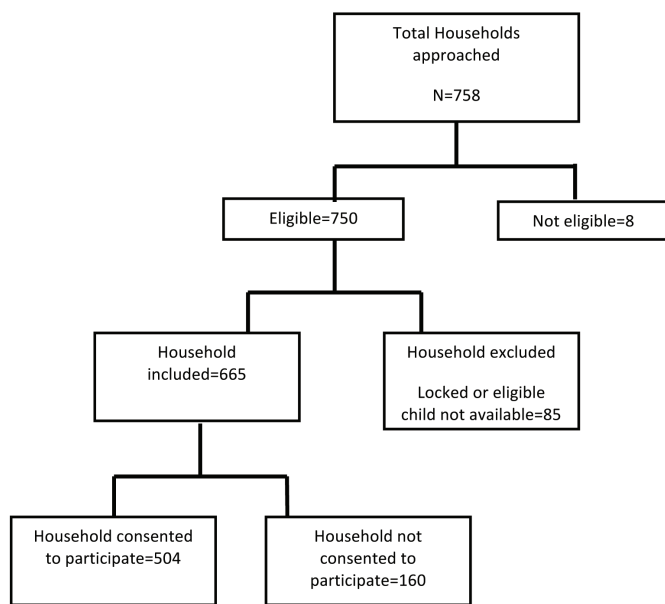 Total Households
approached
N=758
Eligible=750
Not eligible=8
Household
included=665
Household excluded
Locked or eligible
child not available=85
Household consented
to participate=504
Household not
consented to
participate=160